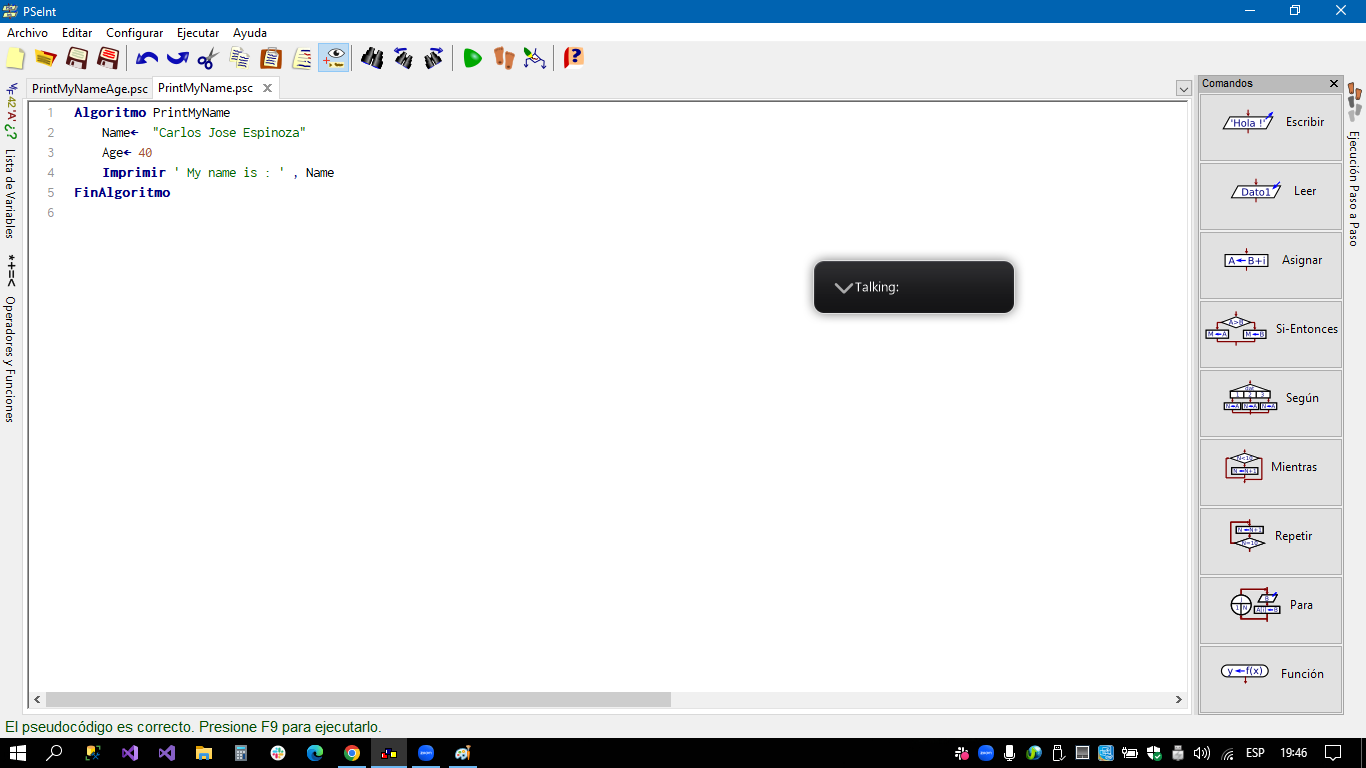 PSeInt
Archivo Editar Configurar Ejecutar Ayuda
PrintMyNameAge.psc PrintMyName.psc
Comandos
1 Algoritmo PrintMyName
2 Name← "Carlos Jose Espinoza"
3 Age← 40
4 Imprimir ' My name is : ' , Name
5 FinAlgoritmo
6
Lista de Variables
*+=<
Operadores y Funciones
Talking:
'Hola !' Escribir
Dato1 Leer
A←B+i Asignar
A>B M←A M←B Si-Entonces
Según
Mientras
Repetir
Para
y←f(x) Función
Ejecución Paso a Paso
El pseudocódigo es correcto. Presione F9 para ejecutarlo.
ESP 19:46